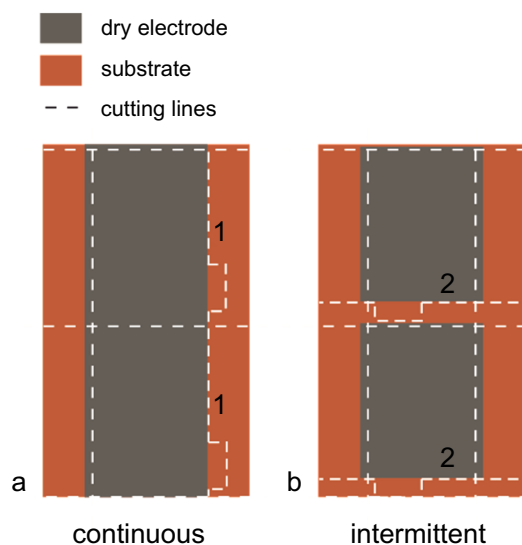 dry electrode
substrate
cutting lines
1
2
1
2
a
b
continuous
intermittent